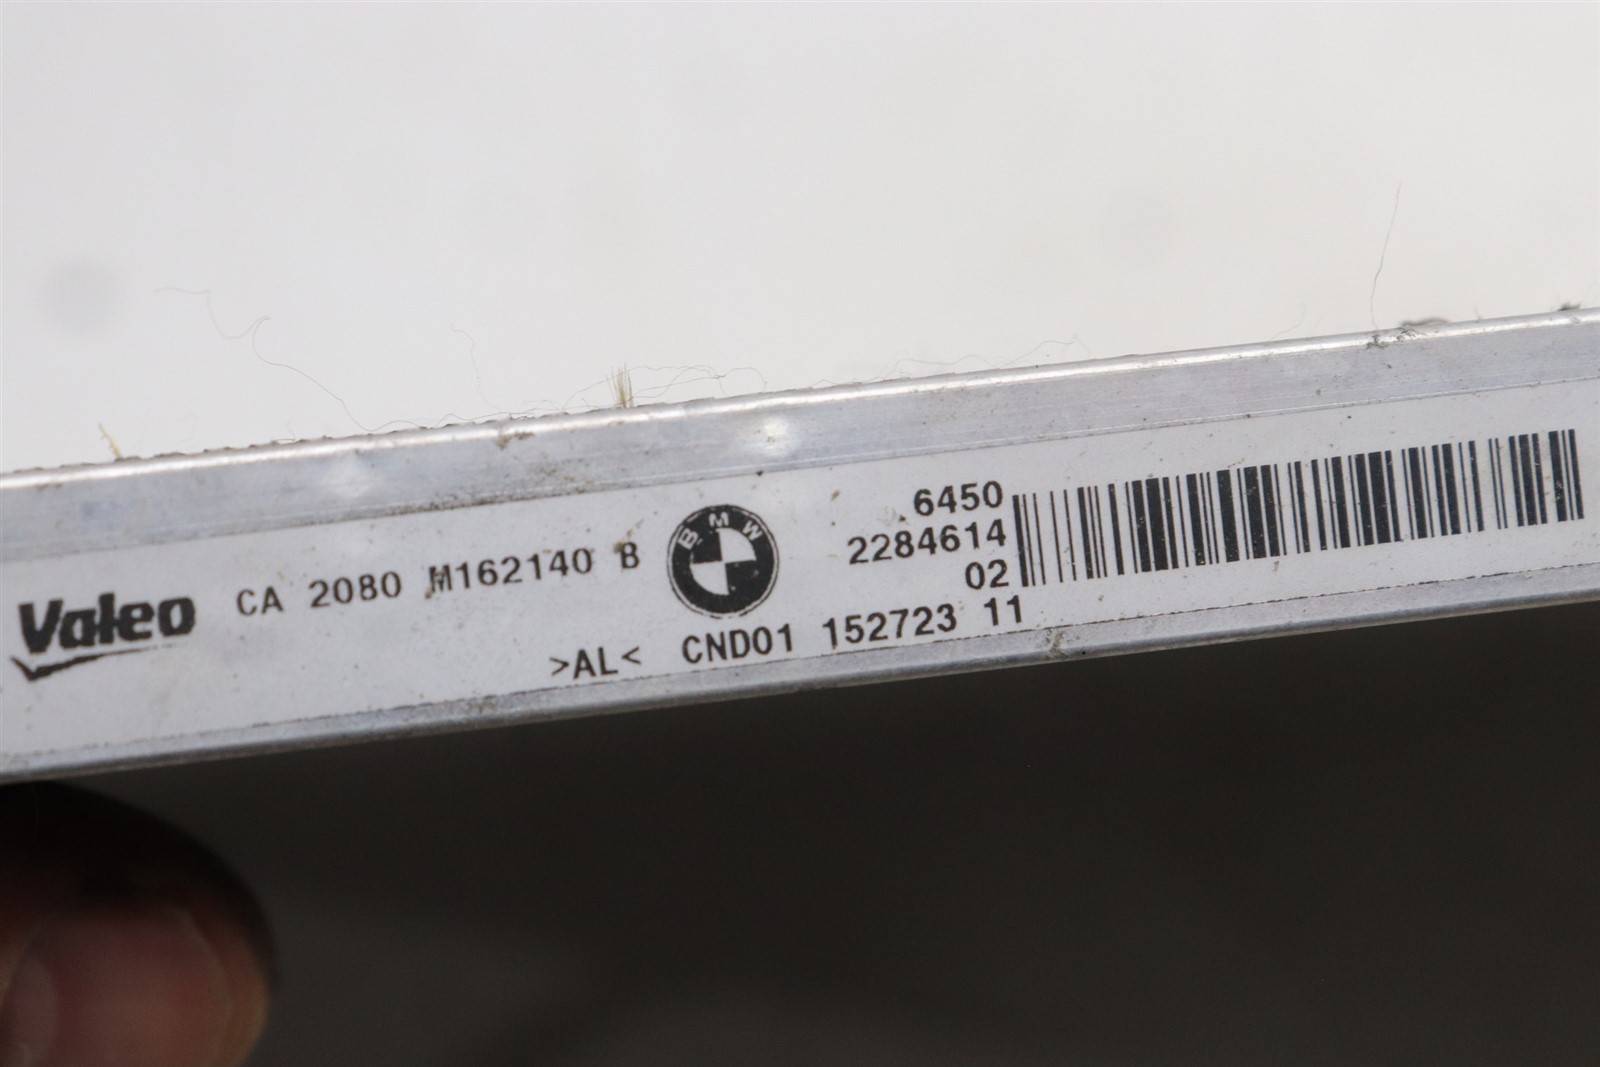 Valeo CA 2080 M162140 B
BMW
6450
2284614
02
>AL< CND01 152723 11